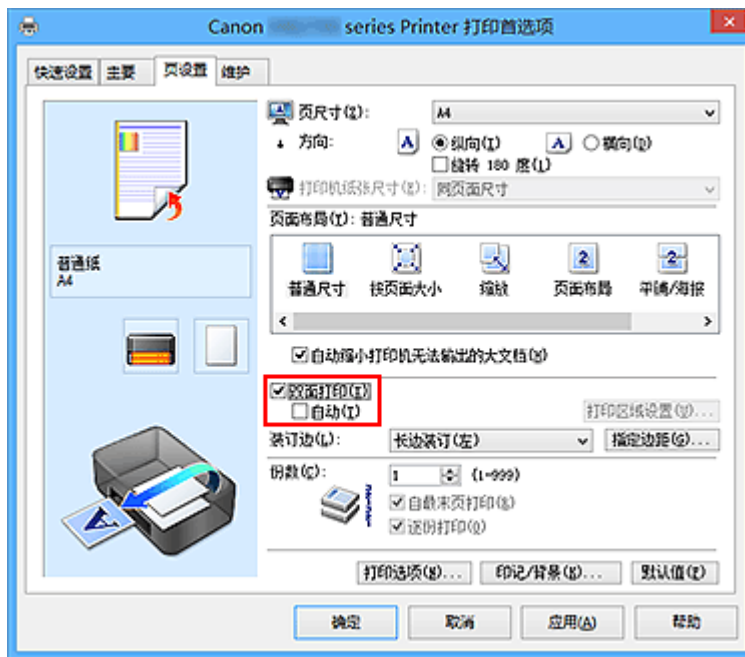 Canon series Printer 打印首选项
快速设置 主要 页设置 维护
页尺寸(Z): A4
方向: A 纵向(I) A 横向(D)
旋转 180 度(L)
打印机纸张尺寸(E): 同页面尺寸
页面布局(Y): 普通尺寸
普通尺寸 按页面大小 缩放 页面布局 平铺/海报
普通纸
A4
自动缩小打印机无法输出的大文档(W)
双面打印(X)
自动(T)
打印区域设置(U)...
装订边(L): 长边装订(左) 指定边距(G)...
份数(C): 1 (1-999)
自最末页打印(S)
逐份打印(O)
打印选项(N)... 印记/背景(K)... 默认值(F)
确定 取消 应用(A) 帮助